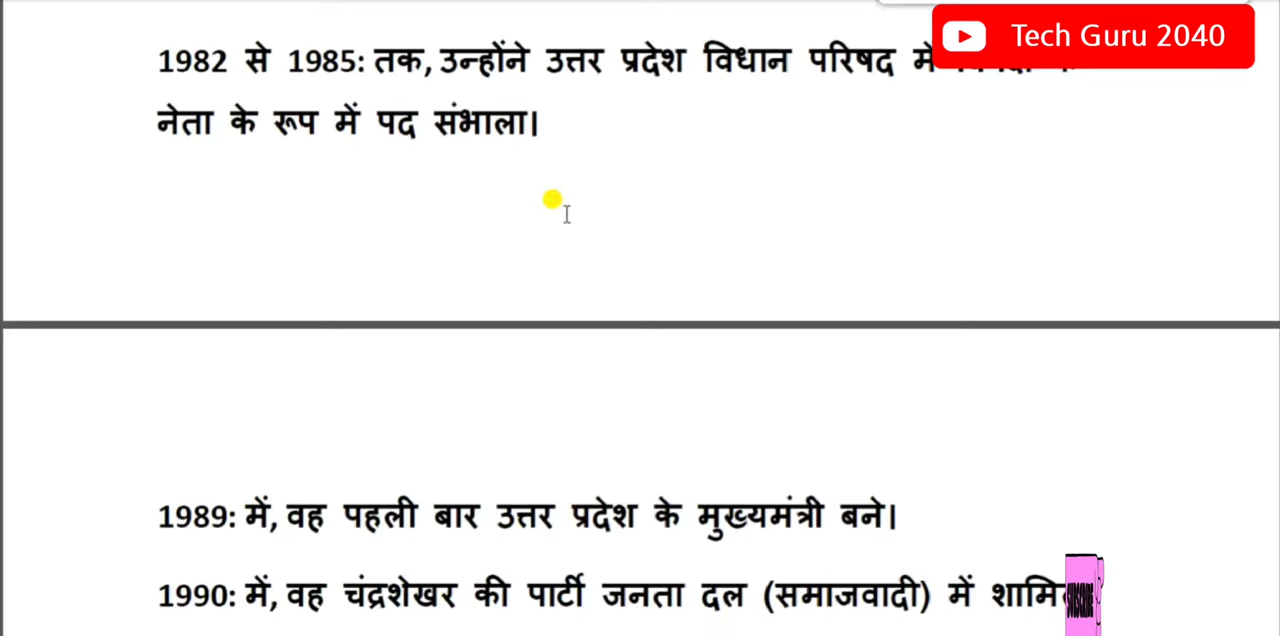 Tech Guru 2040
1982 से 1985: तक, उन्होंने उत्तर प्रदेश विधान परिषद में
नेता के रूप में पद संभाला।
1989: में, वह पहली बार उत्तर प्रदेश के मुख्यमंत्री बने।
1990: में, वह चंद्रशेखर की पार्टी जनता दल (समाजवादी) में
SUBSCRIBE